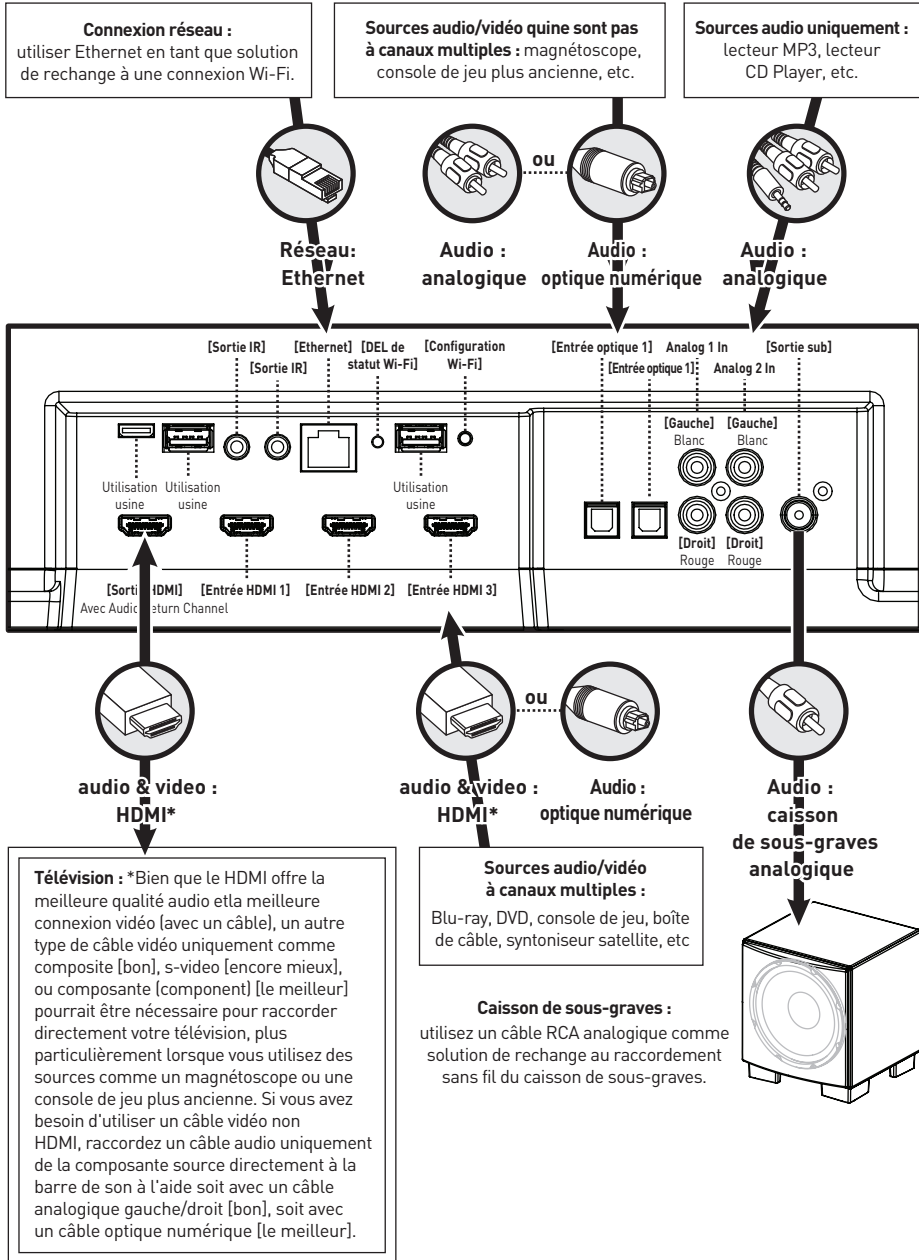 Connexion réseau :
utiliser Ethernet en tant que solution
de rechange à une connexion Wi-Fi.
Sources audio/vidéo quine sont pas
à canaux multiples : magnétoscope,
console de jeu plus ancienne, etc.
Sources audio uniquement :
lecteur MP3, lecteur
CD Player, etc.
ou
Réseau:
Ethernet
Audio :
analogique
Audio :
optique numérique
Audio :
analogique
[Sortie IR]
[Sortie IR]
[Ethernet]
[DEL de
statut Wi-Fi]
[Configuration
Wi-Fi]
[Entrée optique 1]
[Entrée optique 1]
Analog 1 In
Analog 2 In
[Sortie sub]
[Gauche]
Blanc
[Gauche]
Blanc
Utilisation
usine
Utilisation
usine
Utilisation
usine
[Droit]
Rouge
[Droit]
Rouge
[Sortie HDMI]
Avec Audio Return Channel
[Entrée HDMI 1]
[Entrée HDMI 2]
[Entrée HDMI 3]
ou
audio & video :
HDMI*
audio & video :
HDMI*
Audio :
optique numérique
Audio :
caisson
de sous-graves
analogique
Télévision : *Bien que le HDMI offre la
meilleure qualité audio etla meilleure
connexion vidéo (avec un câble), un autre
type de câble vidéo uniquement comme
composite [bon], s-video [encore mieux],
ou composante (component) [le meilleur]
pourrait être nécessaire pour raccorder
directement votre télévision, plus
particulièrement lorsque vous utilisez des
sources comme un magnétoscope ou une
console de jeu plus ancienne. Si vous avez
besoin d'utiliser un câble vidéo non
HDMI, raccordez un câble audio uniquement
de la composante source directement à la
barre de son à l'aide soit avec un câble
analogique gauche/droit [bon], soit avec
un câble optique numérique [le meilleur].
Sources audio/vidéo
à canaux multiples :
Blu-ray, DVD, console de jeu, boîte
de câble, syntoniseur satellite, etc
Caisson de sous-graves :
utilisez un câble RCA analogique comme
solution de rechange au raccordement
sans fil du caisson de sous-graves.